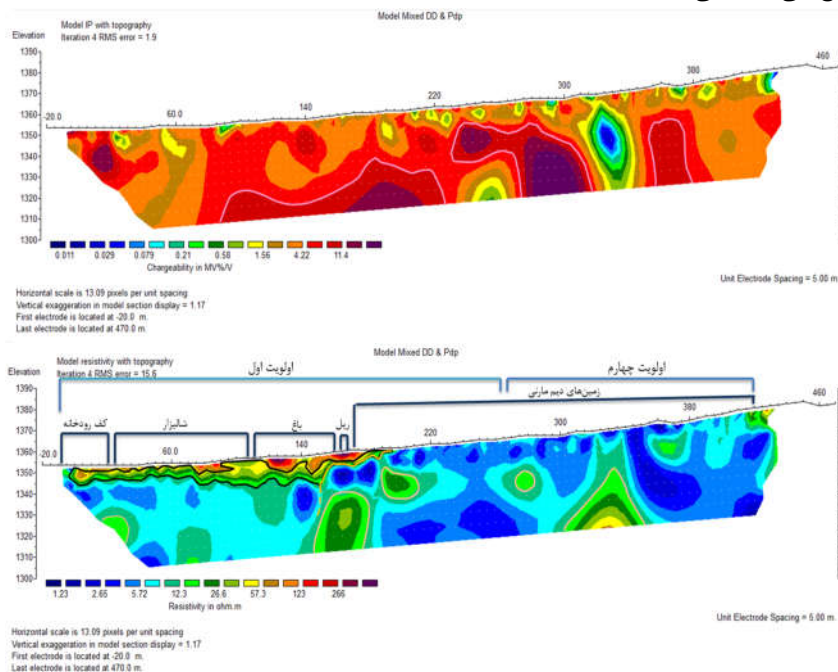 Model Mixed DD & Pdp
Model IP with topography
Iteration 4 RMS error = 1.9
Elevation
1390
1380
1370
1360
1350
1340
1330
1320
1310
1300
-20.0 60.0 140 220 300 380 460
0.011 0.029 0.079 0.21 0.58 1.56 4.22 11.4
Chargeability in MV%/V
Unit Electrode Spacing = 5.00 m.
Horizontal scale is 13.09 pixels per unit spacing
Vertical exaggeration in model section display = 1.17
First electrode is located at -20.0 m.
Last electrode is located at 470.0 m.
Model Mixed DD & Pdp
Model resistivity with topography
Iteration 4 RMS error = 15.6
Elevation
اولویت اول
اولویت چهارم
زمین‌های دیم مارنی
کف رودخانه
شالیزار
باغ
ریل
1390
1380
1370
1360
1350
1340
1330
1320
1310
1300
-20.0 60.0 140 220 300 380 460
1.23 2.65 5.72 12.3 26.6 57.3 123 266
Resistivity in ohm.m
Unit Electrode Spacing = 5.00 m.
Horizontal scale is 13.09 pixels per unit spacing
Vertical exaggeration in model section display = 1.17
First electrode is located at -20.0 m.
Last electrode is located at 470.0 m.